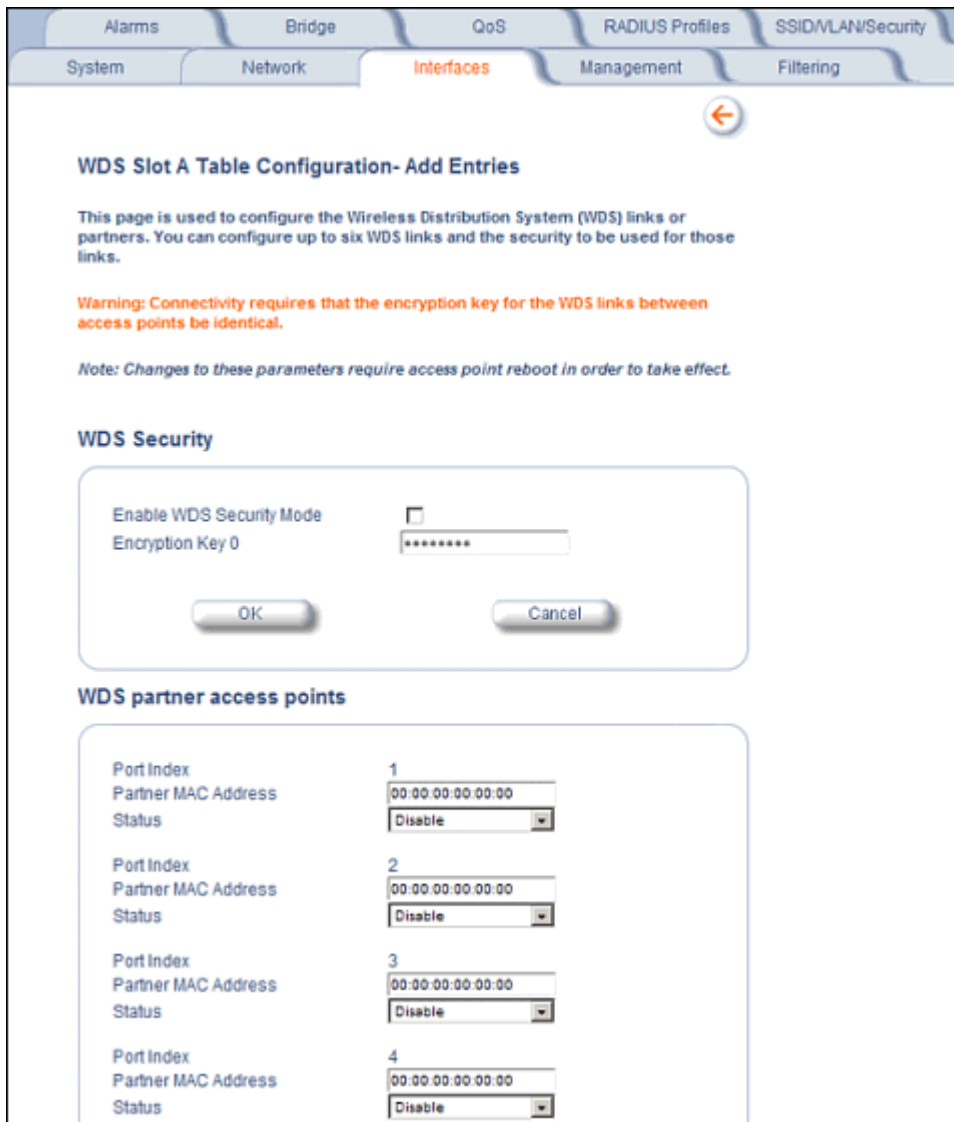 Alarms Bridge QoS RADIUS Profiles SSID/VLAN/Security
System Network Interfaces Management Filtering
WDS Slot A Table Configuration- Add Entries
This page is used to configure the Wireless Distribution System (WDS) links or
partners. You can configure up to six WDS links and the security to be used for those
links.
Warning: Connectivity requires that the encryption key for the WDS links between
access points be identical.
Note: Changes to these parameters require access point reboot in order to take effect.
WDS Security
Enable WDS Security Mode
Encryption Key 0 ********
OK Cancel
WDS partner access points
Port Index 1
Partner MAC Address 00:00:00:00:00:00
Status Disable
Port Index 2
Partner MAC Address 00:00:00:00:00:00
Status Disable
Port Index 3
Partner MAC Address 00:00:00:00:00:00
Status Disable
Port Index 4
Partner MAC Address 00:00:00:00:00:00
Status Disable